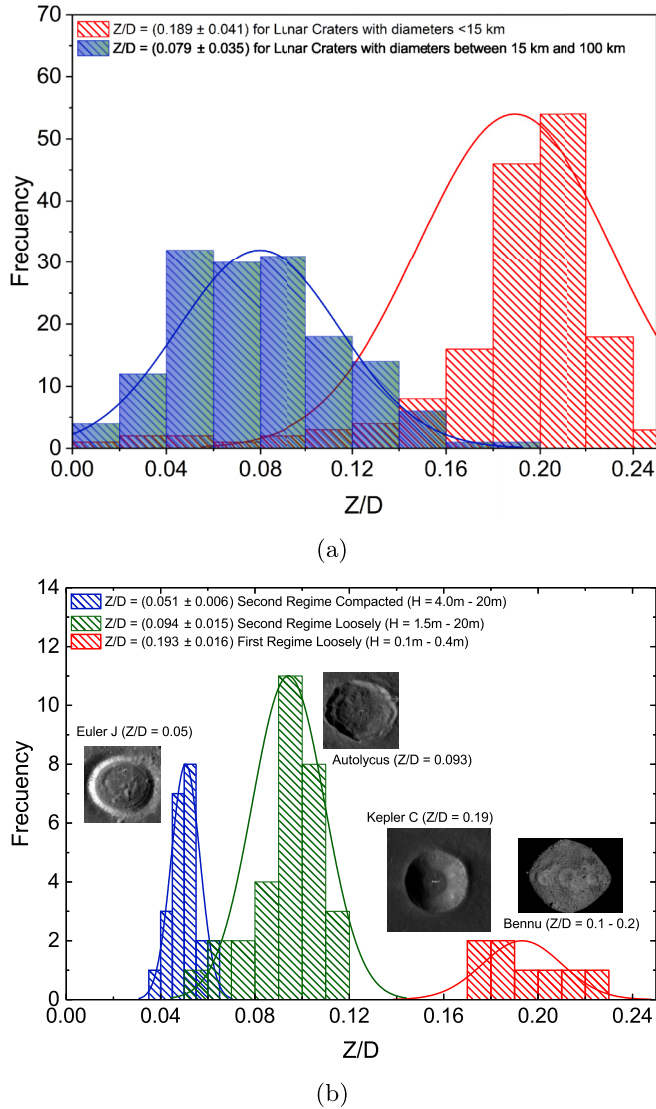 Z/D = (0.189 ± 0.041) for Lunar Craters with diameters <15 km
Z/D = (0.079 ± 0.035) for Lunar Craters with diameters between 15 km and 100 km
70
60
50
40
30
20
10
0
Frecuency
0.00 0.04 0.08 0.12 0.16 0.20 0.24
Z/D
(a)
Z/D = (0.051 ± 0.006) Second Regime Compacted (H = 4.0m - 20m)
Z/D = (0.094 ± 0.015) Second Regime Loosely (H = 1.5m - 20m)
Z/D = (0.193 ± 0.016) First Regime Loosely (H = 0.1m - 0.4m)
14
12
10
8
6
4
2
0
Frecuency
Euler J (Z/D = 0.05)
Autolycus (Z/D = 0.093)
Kepler C (Z/D = 0.19)
Bennu (Z/D = 0.1 - 0.2)
0.00 0.04 0.08 0.12 0.16 0.20 0.24
Z/D
(b)